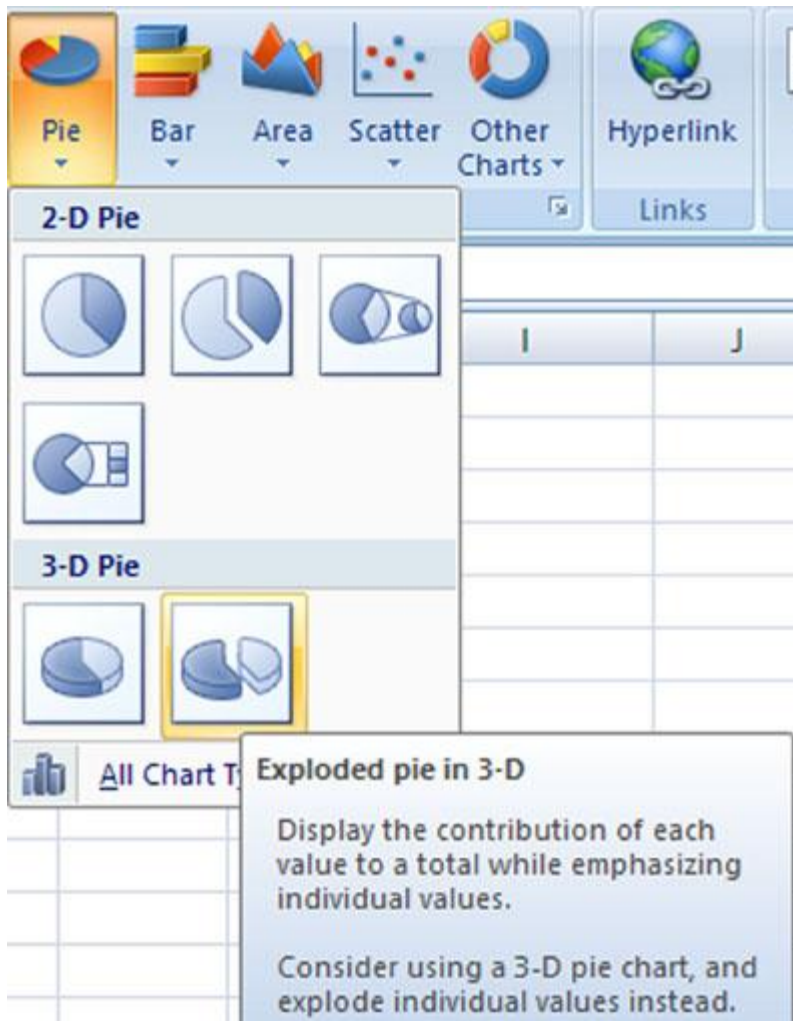 Pie Bar Area Scatter Other Charts Hyperlink
Links
2-D Pie
I J
3-D Pie
All Chart T
Exploded pie in 3-D
Display the contribution of each
value to a total while emphasizing
individual values.
Consider using a 3-D pie chart, and
explode individual values instead.